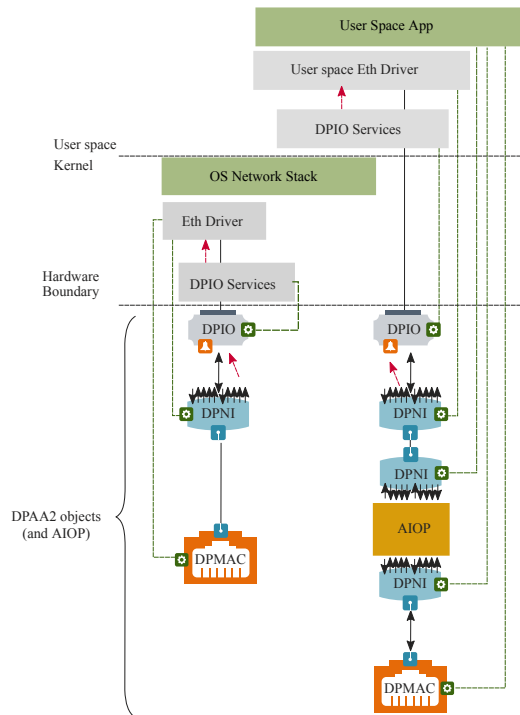 User Space App
User space Eth Driver
DPIO Services
User space
Kernel
OS Network Stack
Eth Driver
Hardware
Boundary
DPIO Services
DPIO
DPIO
DPNI
DPNI
DPNI
DPAA2 objects
(and AIOP)
AIOP
DPMAC
DPNI
DPMAC